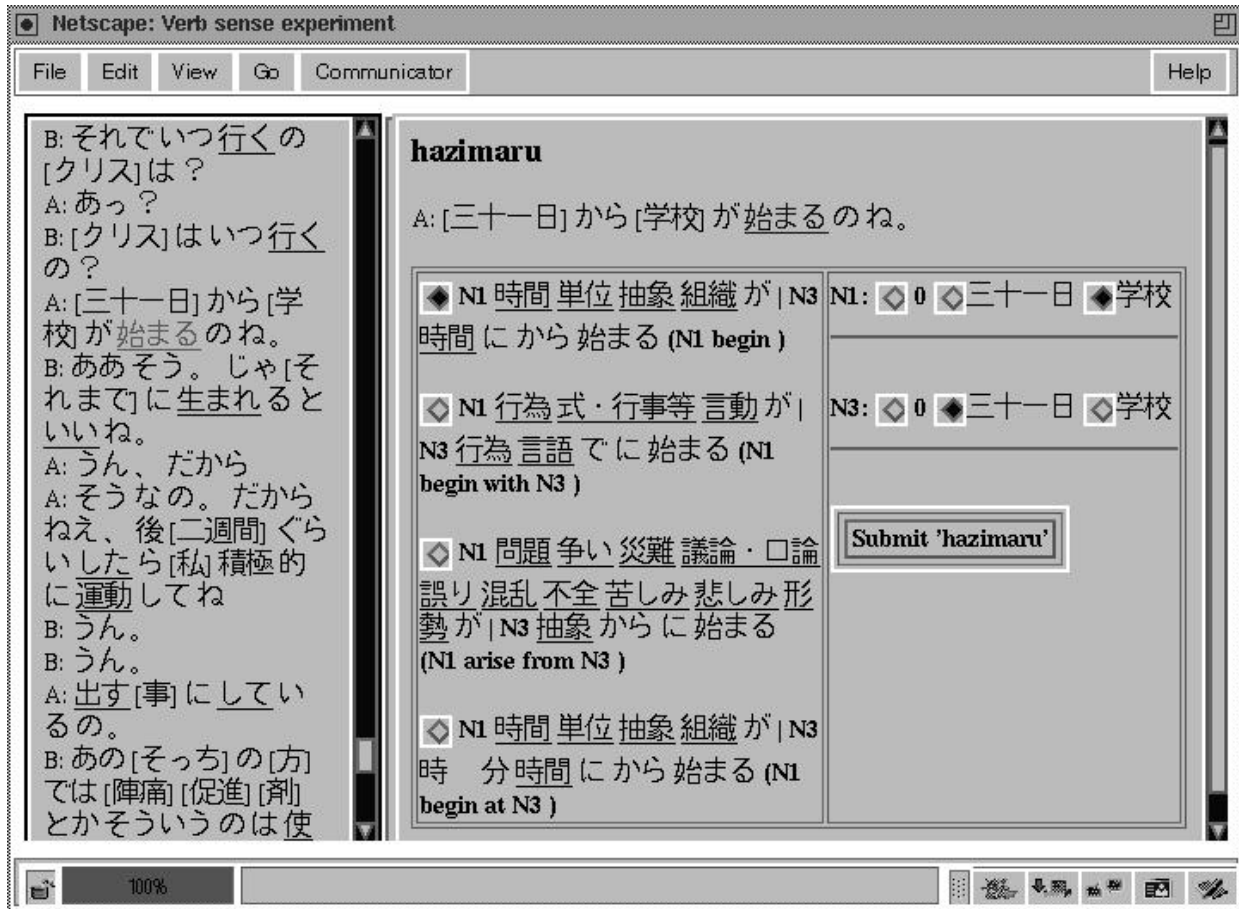 Netscape: Verb sense experiment
File Edit View Go Communicator Help
B: それでいつ行くの
[クリス]は？
A: あっ？
B: [クリス]はいつ行く
の？
A: [三十一日]から[学
校]が始まるのね。
B: ああそう。じゃ[そ
れまで]に生まれると
いいね。
A: うん、だから
A: そうなの。だから
ねえ、後[二週間]ぐら
いしたら[私]積極的
に運動してね
B: うん。
B: うん。
A: 出す[事]にしてい
るの。
B: あの[そっち]の[方]
では[陣痛][促進][剤]
とかそういうのは使
hazimaru
A: [三十一日]から[学校]が始まるのね。
N1 時間 単位 抽象 組織 が | N3
時間 に から 始まる (N1 begin )
N1 行為 式・行事等 言動 が |
N3 行為 言語 で に 始まる (N1
begin with N3 )
N1 問題 争い 災難 議論・口論
誤り 混乱 不全 苦しみ 悲しみ 形
勢 が | N3 抽象 から に 始まる
(N1 arise from N3 )
N1 時間 単位 抽象 組織 が | N3
時　分 時間 に から 始まる (N1
begin at N3 )
N1: 0 三十一日 学校
N3: 0 三十一日 学校
Submit 'hazimaru'
100%